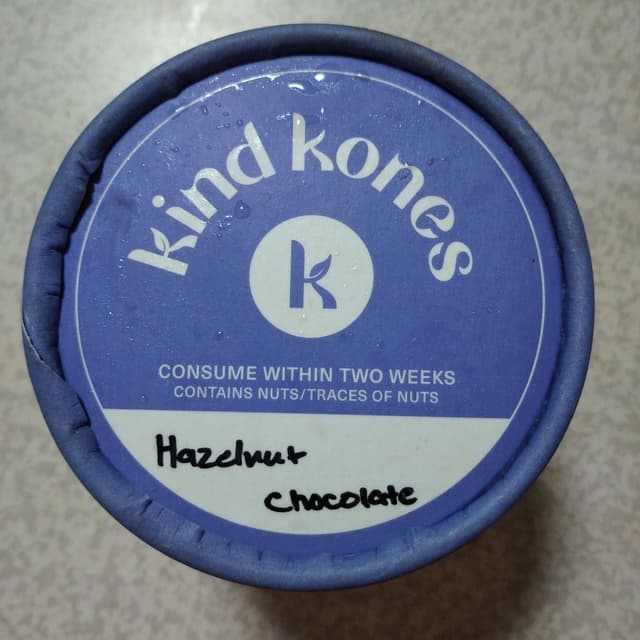 kind kones
k
CONSUME WITHIN TWO WEEKS
CONTAINS NUTS/TRACES OF NUTS
Hazelnut
Chocolate